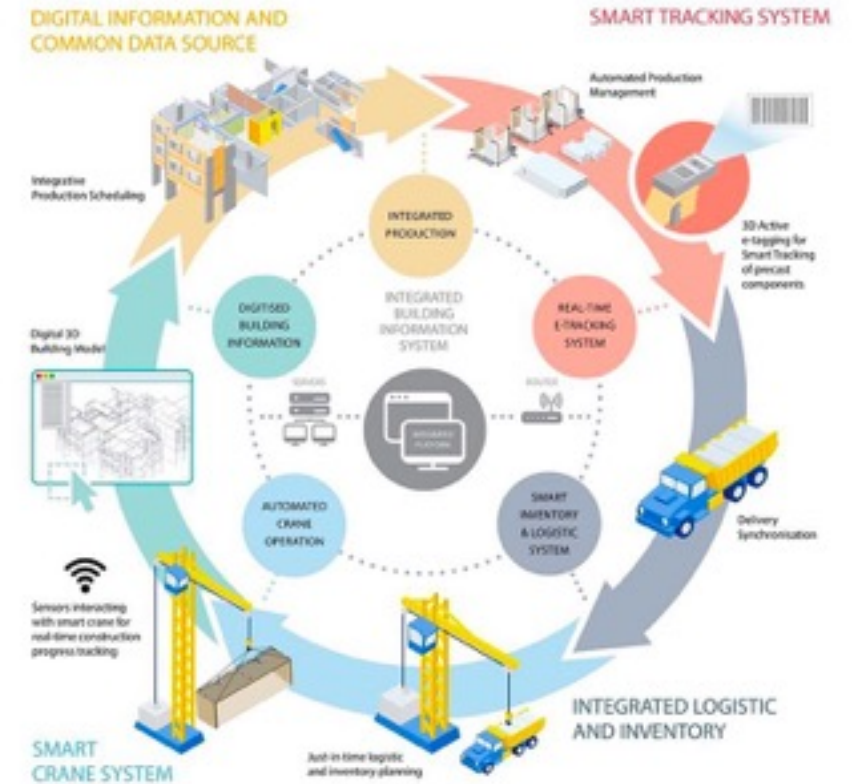 DIGITAL INFORMATION AND
COMMON DATA SOURCE
SMART TRACKING SYSTEM
Automated Production
Management
Integrative
Production Scheduling
3D Active
e-tagging for
Smart Tracking
of precast
components
INTEGRATED
PRODUCTION
DIGITISED
BUILDING
INFORMATION
INTEGRATED
BUILDING
INFORMATION
SYSTEM
REAL-TIME
E-TRACKING
SYSTEM
Digital 3D
Building Model
SERVERS
ROUTER
INTEGRATED
PLATFORM
AUTOMATED
CRANE
OPERATION
SMART
INVENTORY
& LOGISTIC
SYSTEM
Delivery
Synchronisation
Sensors interacting
with smart crane for
real-time construction
progress tracking
INTEGRATED LOGISTIC
AND INVENTORY
SMART
CRANE SYSTEM
Just-in-time logistic
and inventory planning